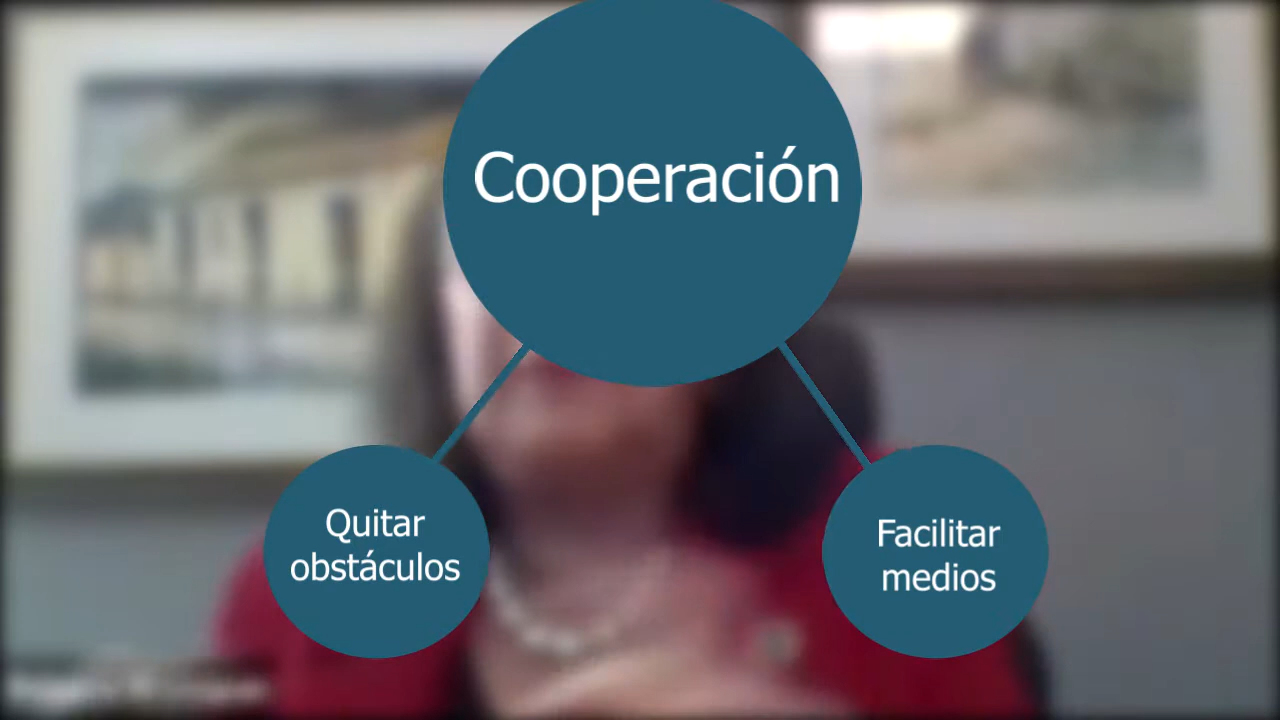 Cooperación
Quitar
obstáculos
Facilitar
medios